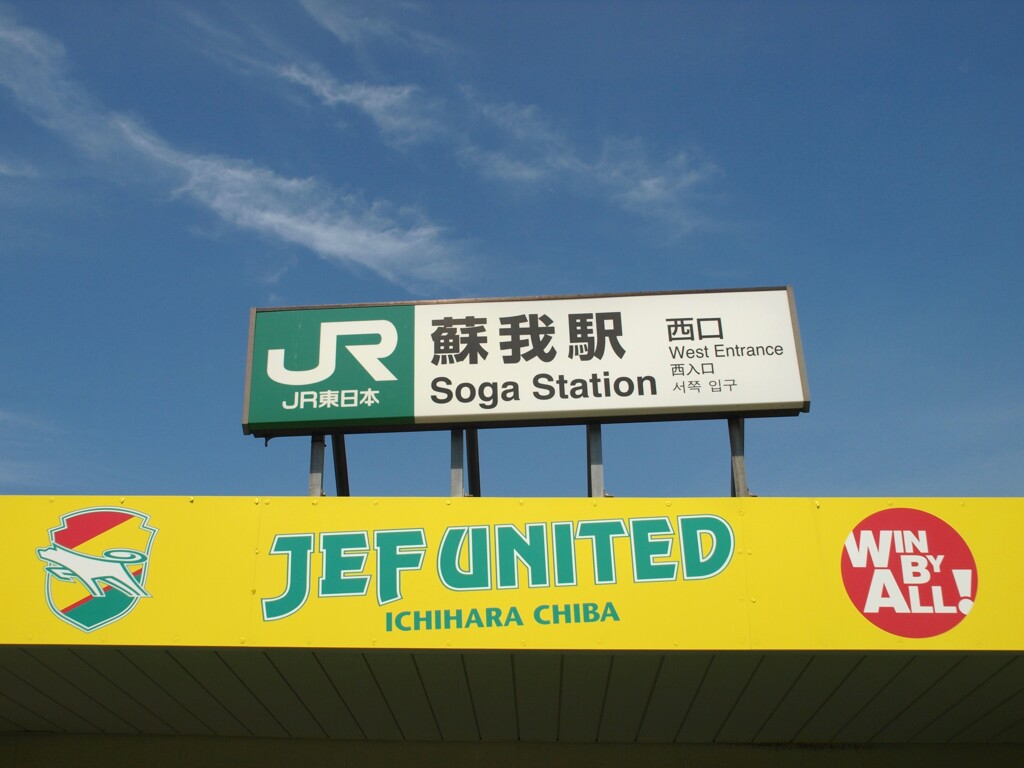 JR
JR東日本
蘇我駅
Soga Station
西口
West Entrance
西入口
서쪽 입구
JEF UNITED
ICHIHARA CHIBA
WIN
BY
ALL!